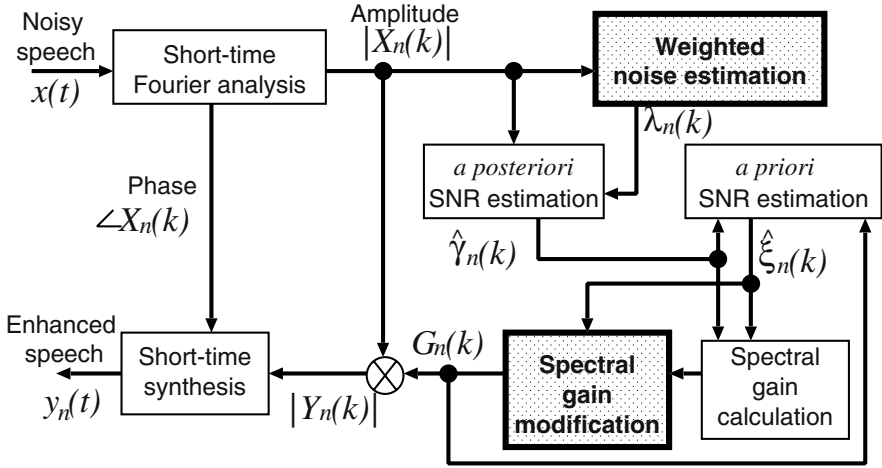 Noisy
speech
x(t)
Short-time
Fourier analysis
Amplitude
|Xn(k)|
Weighted
noise estimation
λn(k)
a posteriori
SNR estimation
a priori
SNR estimation
Phase
∠Xn(k)
γ̂n(k)
ξ̂n(k)
Enhanced
speech
yn(t)
Short-time
synthesis
|Yn(k)|
Gn(k)
Spectral
gain
modification
Spectral
gain
calculation